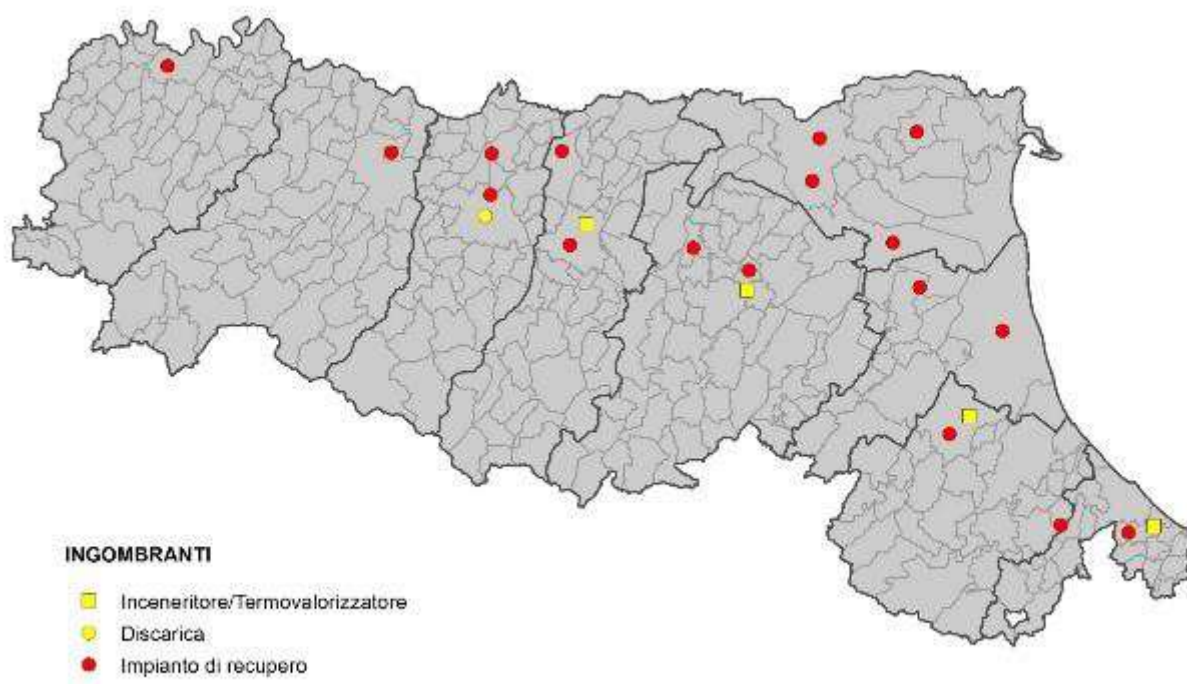 INGOMBRANTI
Inceneritore/Termovalorizzatore
Discarica
Impianto di recupero